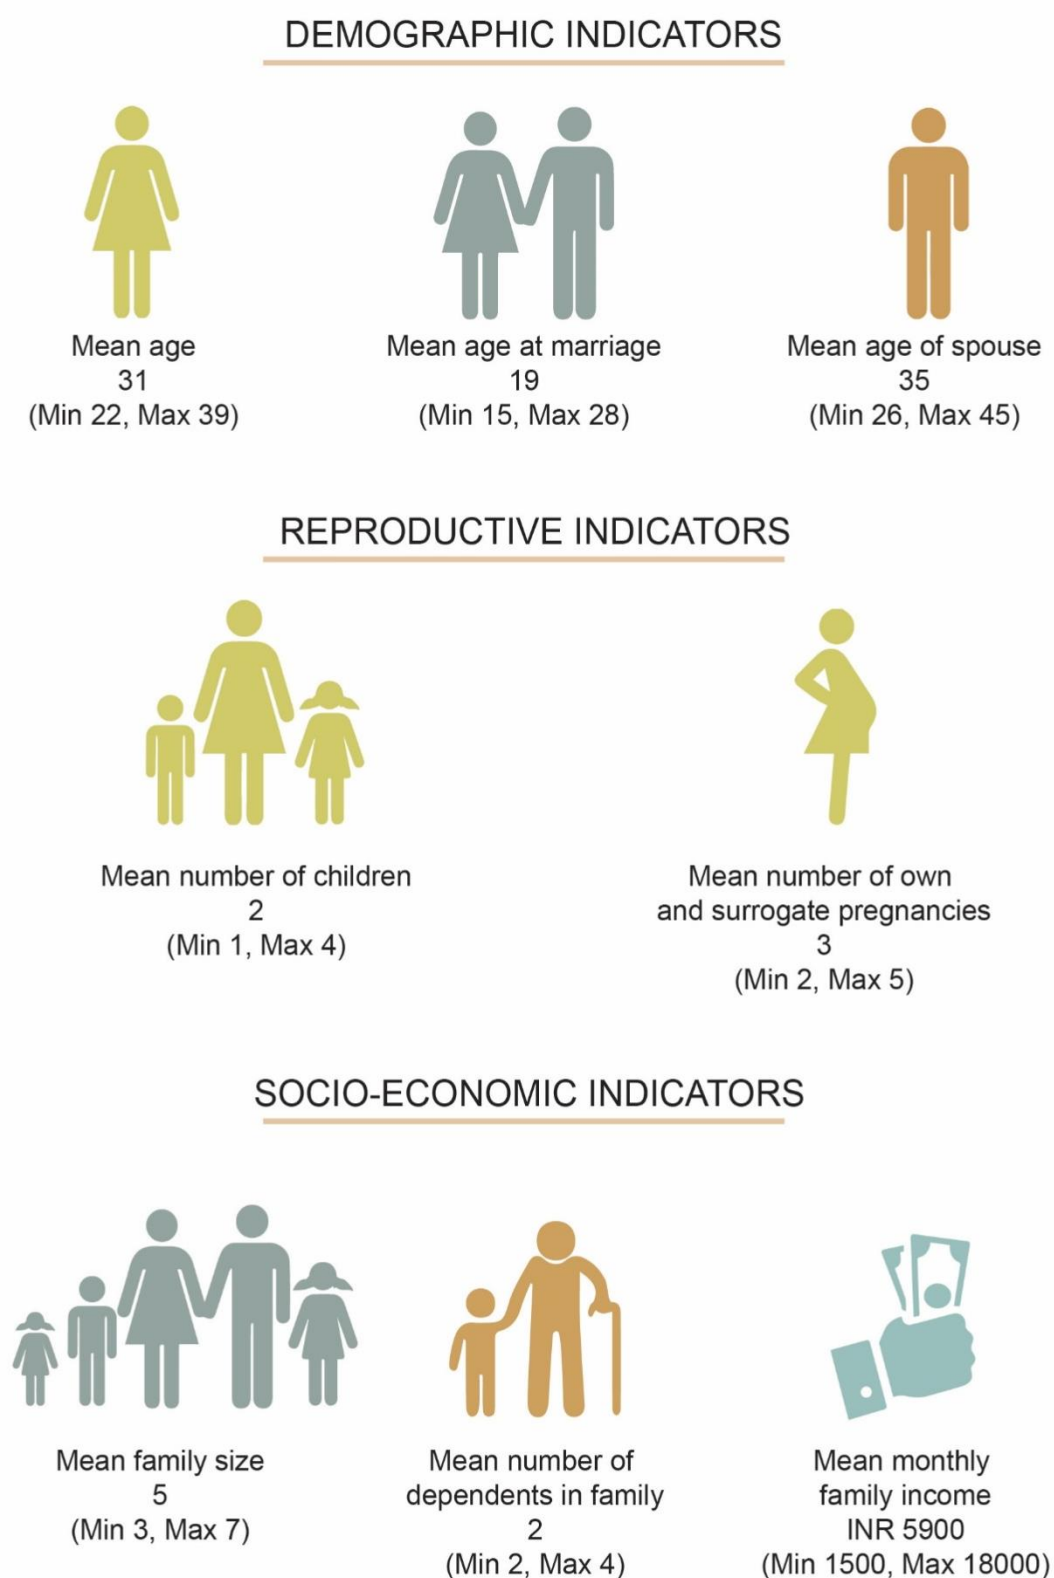 DEMOGRAPHIC INDICATORS
Mean age
31
(Min 22, Max 39)
Mean age at marriage
19
(Min 15, Max 28)
Mean age of spouse
35
(Min 26, Max 45)
REPRODUCTIVE INDICATORS
Mean number of children
2
(Min 1, Max 4)
Mean number of own
and surrogate pregnancies
3
(Min 2, Max 5)
SOCIO-ECONOMIC INDICATORS
Mean family size
5
(Min 3, Max 7)
Mean number of
dependents in family
2
(Min 2, Max 4)
Mean monthly
family income
INR 5900
(Min 1500, Max 18000)